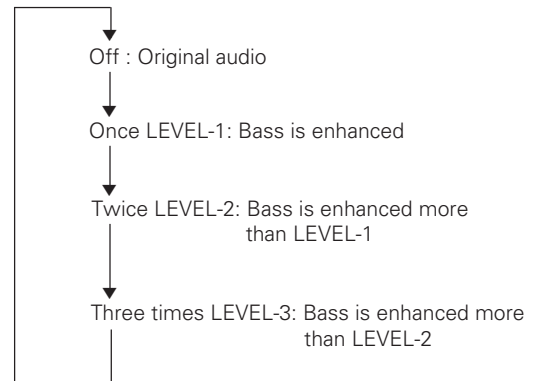 Off : Original audio
Once LEVEL-1: Bass is enhanced
Twice LEVEL-2: Bass is enhanced more
than LEVEL-1
Three times LEVEL-3: Bass is enhanced more
than LEVEL-2